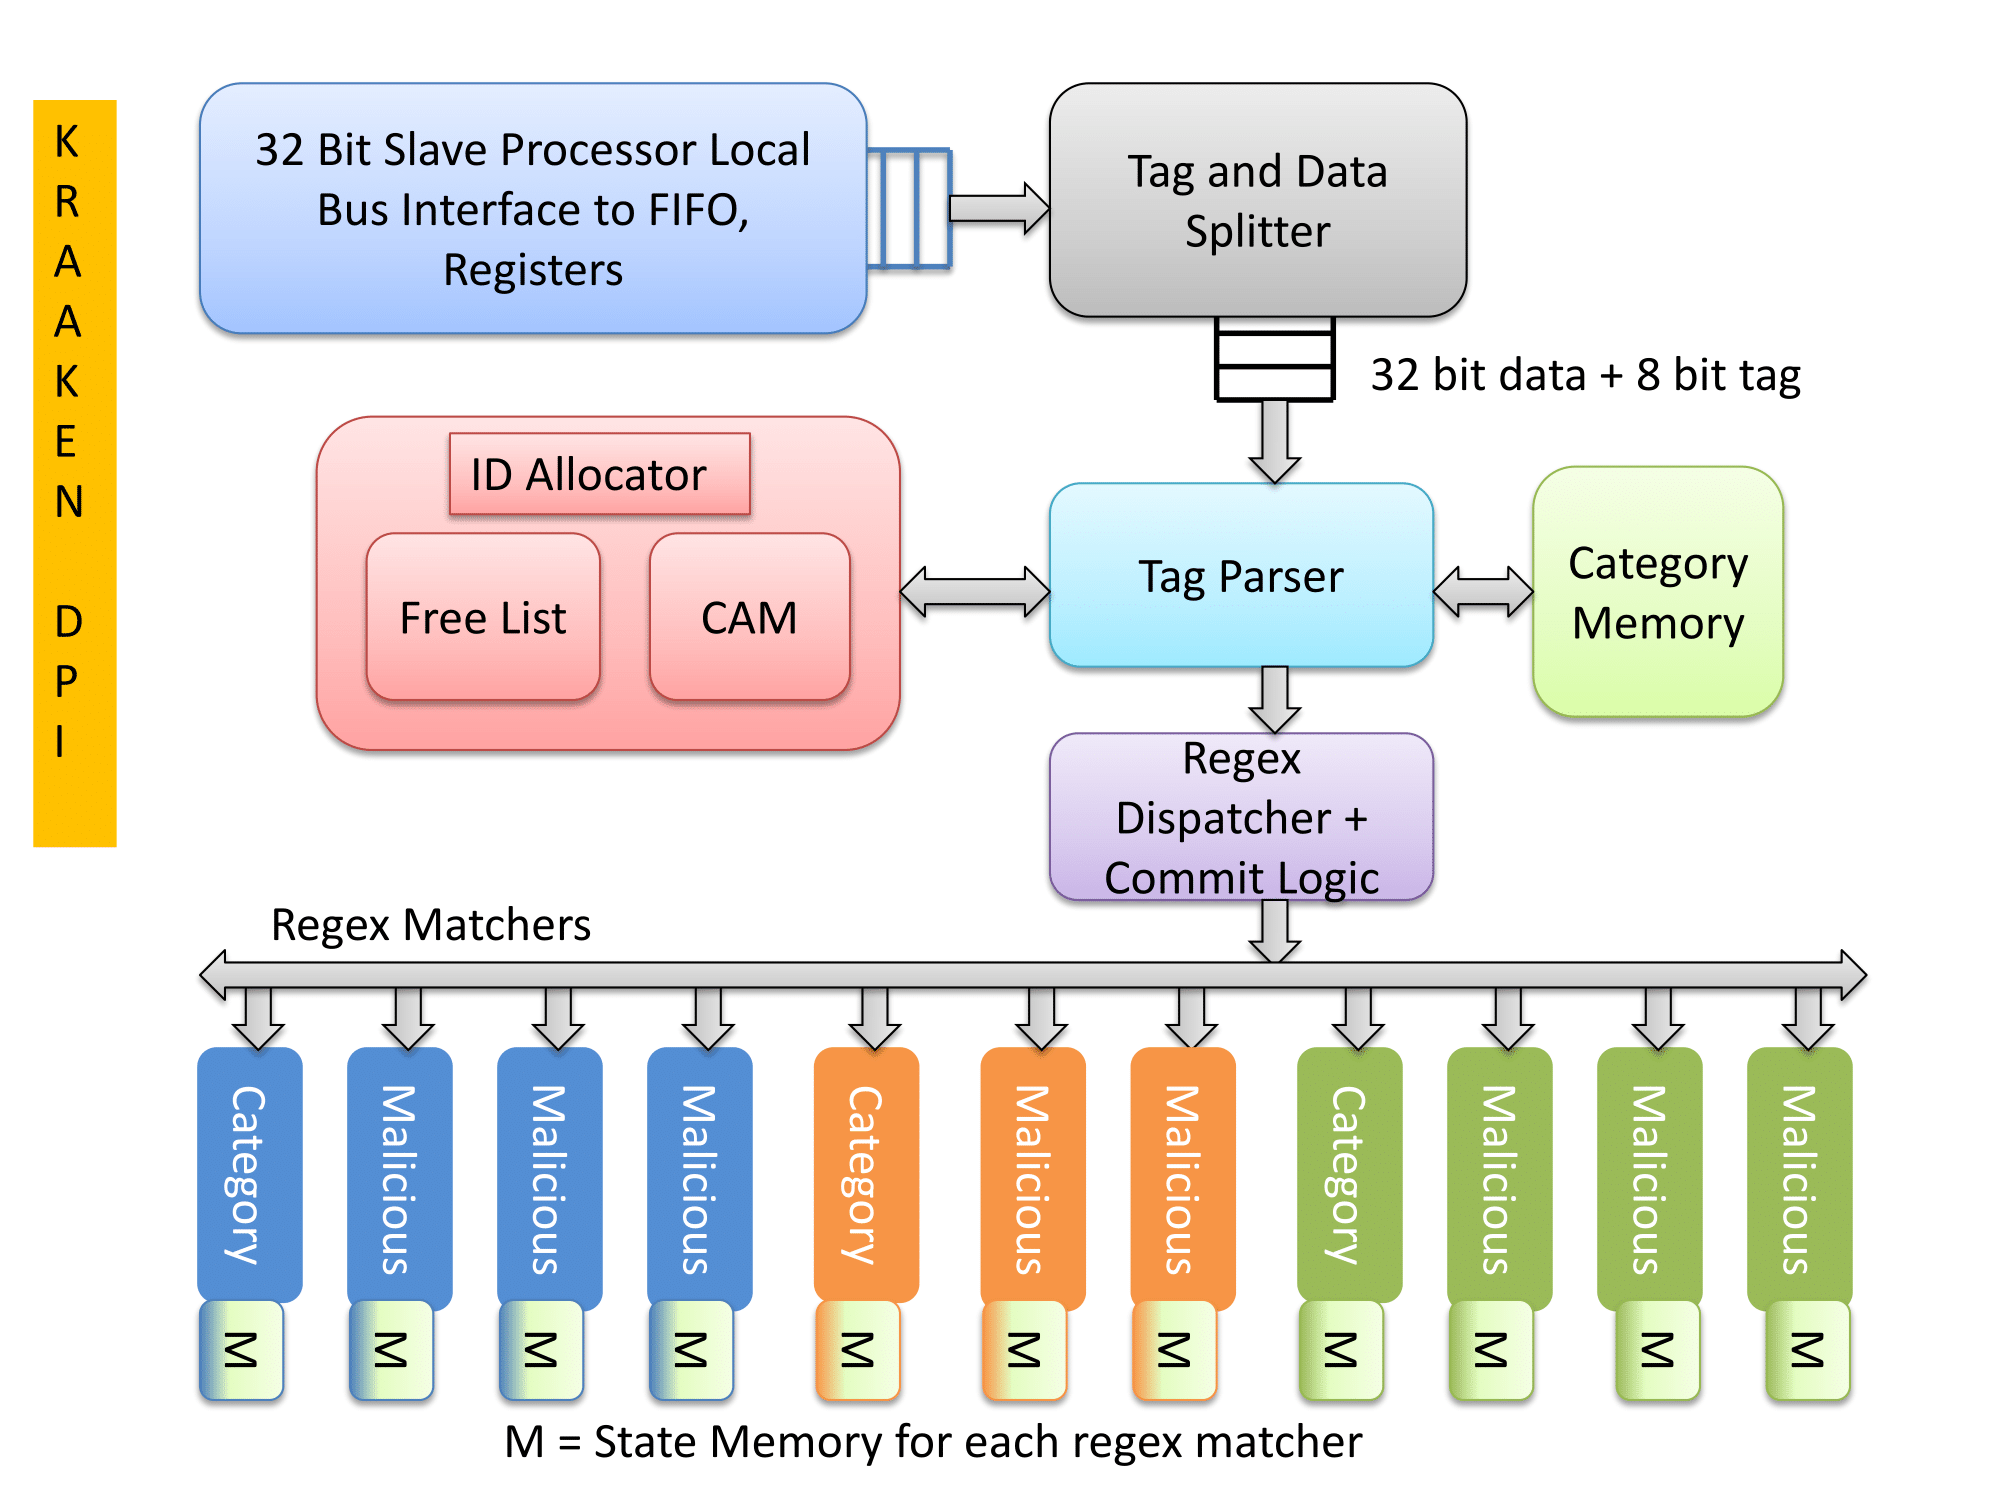 K
R
A
A
K
E
N
D
P
I
32 Bit Slave Processor Local
Bus Interface to FIFO,
Registers
Tag and Data
Splitter
32 bit data + 8 bit tag
ID Allocator
Free List
CAM
Tag Parser
Category
Memory
Regex
Dispatcher +
Commit Logic
Regex Matchers
Category
Malicious
Malicious
Malicious
Category
Malicious
Malicious
Category
Malicious
Malicious
Malicious
M
M
M
M
M
M
M
M
M
M
M
M = State Memory for each regex matcher